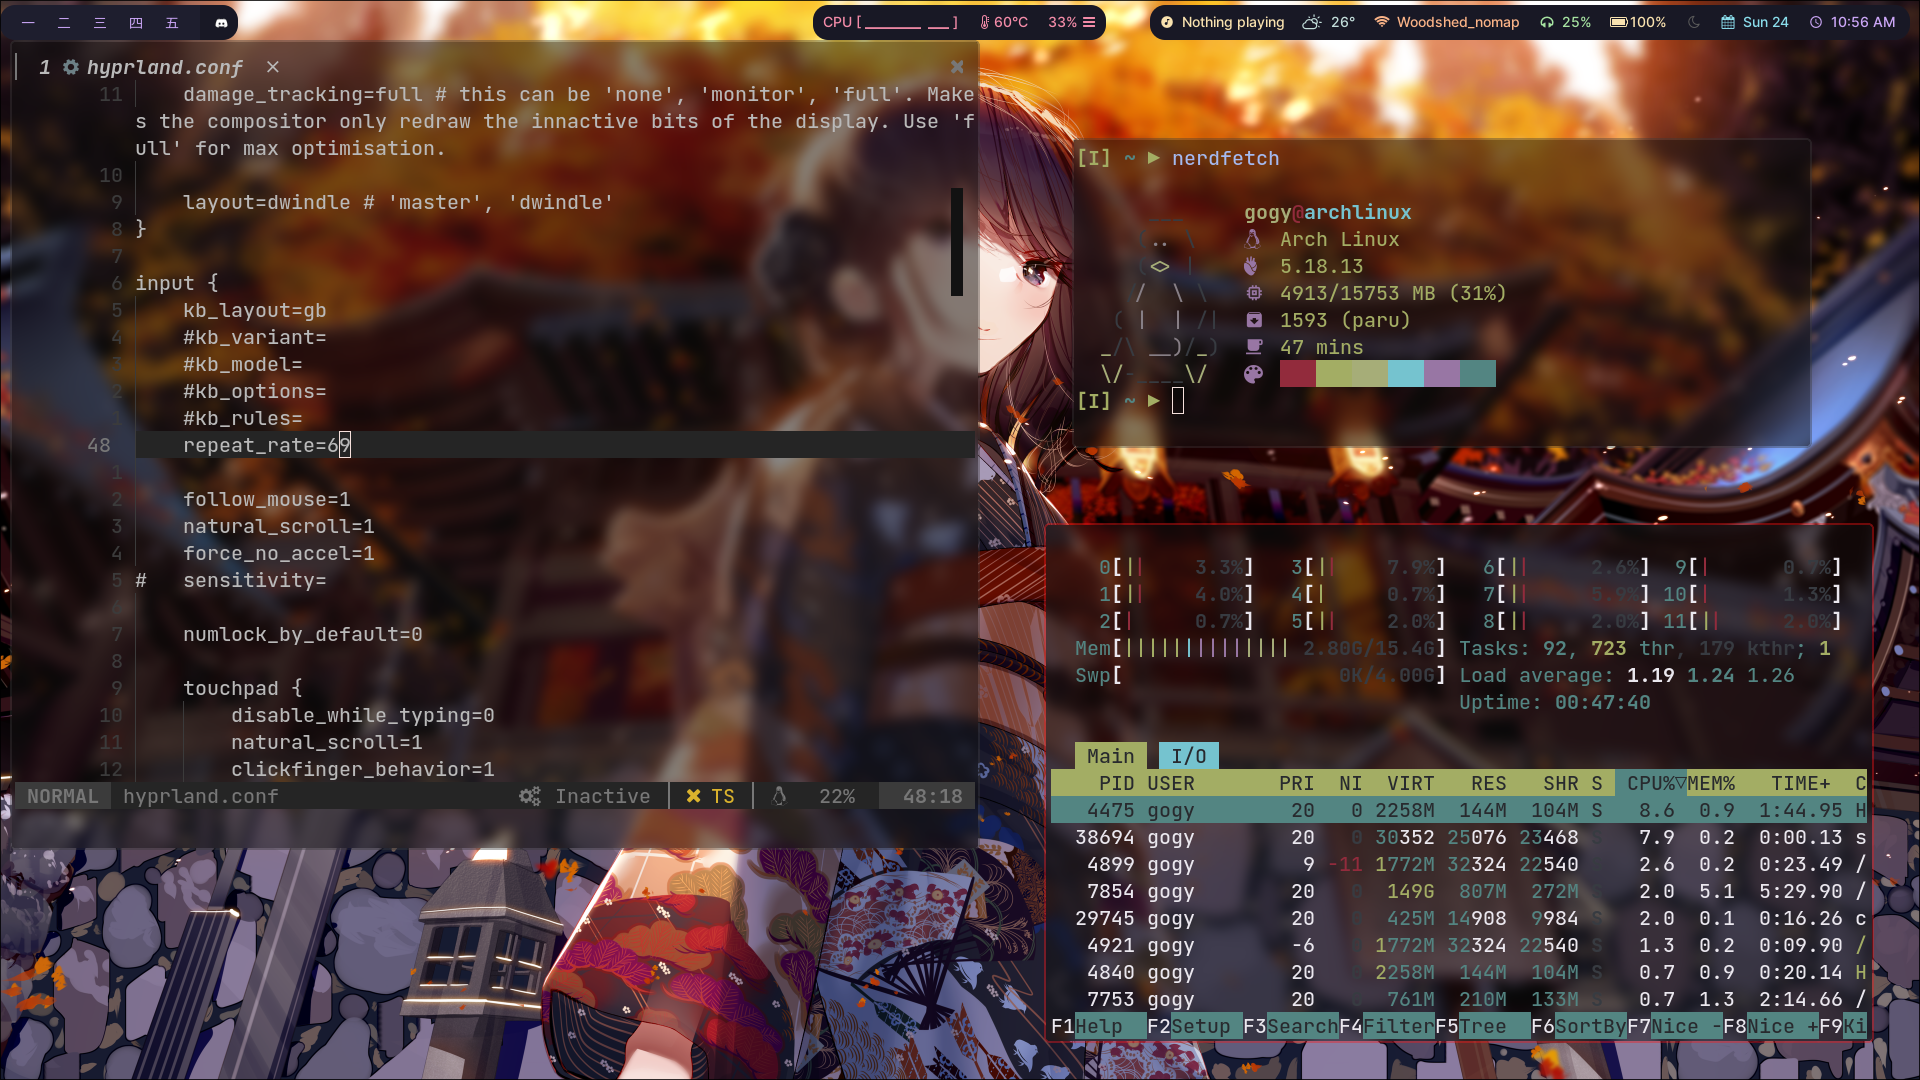 一 二 三 四 五
CPU [ ] 60°C 33%
Nothing playing 26° Woodshed_nomap 25% 100% Sun 24 10:56 AM
1 hyprland.conf ×
11 damage_tracking=full # this can be 'none', 'monitor', 'full'. Make
s the compositor only redraw the innactive bits of the display. Use 'f
ull' for max optimisation.
10
9 layout=dwindle # 'master', 'dwindle'
8 }
7
6 input {
5 kb_layout=gb
4 #kb_variant=
3 #kb_model=
2 #kb_options=
1 #kb_rules=
48 repeat_rate=69
1
2 follow_mouse=1
3 natural_scroll=1
4 force_no_accel=1
5 # sensitivity=
6
7 numlock_by_default=0
8
9 touchpad {
10 disable_while_typing=0
11 natural_scroll=1
12 clickfinger_behavior=1
NORMAL hyprland.conf Inactive TS 22% 48:18
[I] ~ ► nerdfetch
gogy@archlinux
Arch Linux
5.18.13
4913/15753 MB (31%)
1593 (paru)
47 mins
[I] ~ ►
0[|| 3.3%] 3[|| 7.9%] 6[|| 2.6%] 9[| 0.7%]
1[|| 4.0%] 4[| 0.7%] 7[|| 5.9%] 10[| 1.3%]
2[| 0.7%] 5[|| 2.0%] 8[|| 2.0%] 11[|| 2.0%]
Mem[|||||||||||||| 2.80G/15.4G] Tasks: 92, 723 thr, 179 kthr; 1
Swp[ 0K/4.00G] Load average: 1.19 1.24 1.26
Uptime: 00:47:40
Main I/O
PID USER PRI NI VIRT RES SHR S CPU%▽MEM% TIME+ C
4475 gogy 20 0 2258M 144M 104M S 8.6 0.9 1:44.95 H
38694 gogy 20 0 30352 25076 23468 S 7.9 0.2 0:00.13 s
4899 gogy 9 -11 1772M 32324 22540 S 2.6 0.2 0:23.49 /
7854 gogy 20 0 149G 807M 272M S 2.0 5.1 5:29.90 /
29745 gogy 20 0 425M 14908 9984 S 2.0 0.1 0:16.26 c
4921 gogy -6 0 1772M 32324 22540 S 1.3 0.2 0:09.90 /
4840 gogy 20 0 2258M 144M 104M S 0.7 0.9 0:20.14 H
7753 gogy 20 0 761M 210M 133M S 0.7 1.3 2:14.66 /
F1Help F2Setup F3SearchF4FilterF5Tree F6SortByF7Nice -F8Nice +F9Ki